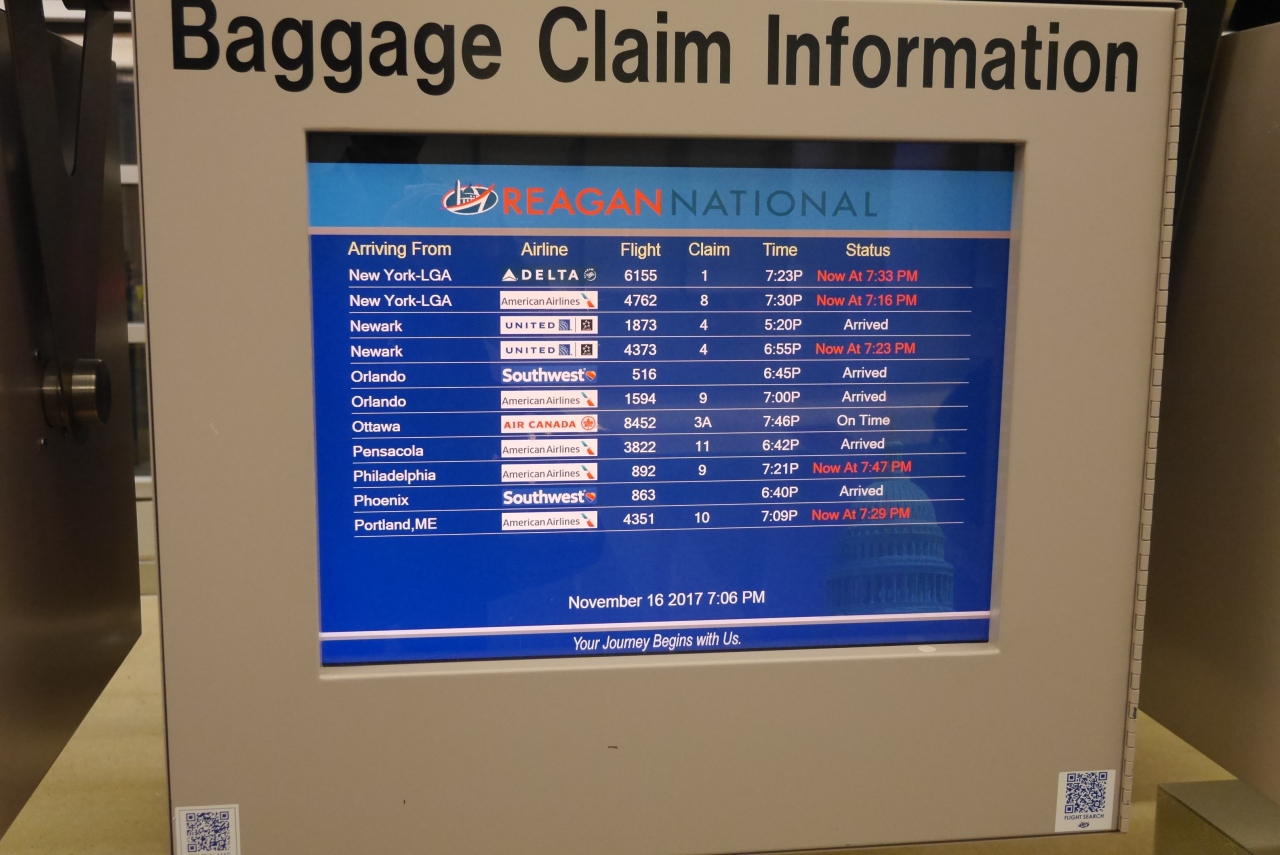 Baggage Claim Information
REAGAN NATIONAL
Arriving From Airline Flight Claim Time Status
New York-LGA DELTA 6155 1 7:23P Now At 7:33 PM
New York-LGA American Airlines 4762 8 7:30P Now At 7:16 PM
Newark UNITED 1873 4 5:20P Arrived
Newark UNITED 4373 4 6:55P Now At 7:23 PM
Orlando Southwest 516 6:45P Arrived
Orlando American Airlines 1594 9 7:00P Arrived
Ottawa AIR CANADA 8452 3A 7:46P On Time
Pensacola American Airlines 3822 11 6:42P Arrived
Philadelphia American Airlines 892 9 7:21P Now At 7:47 PM
Phoenix Southwest 863 6:40P Arrived
Portland,ME American Airlines 4351 10 7:09P Now At 7:29 PM
November 16 2017 7:06 PM
Your Journey Begins with Us.
FLIGHT SEARCH